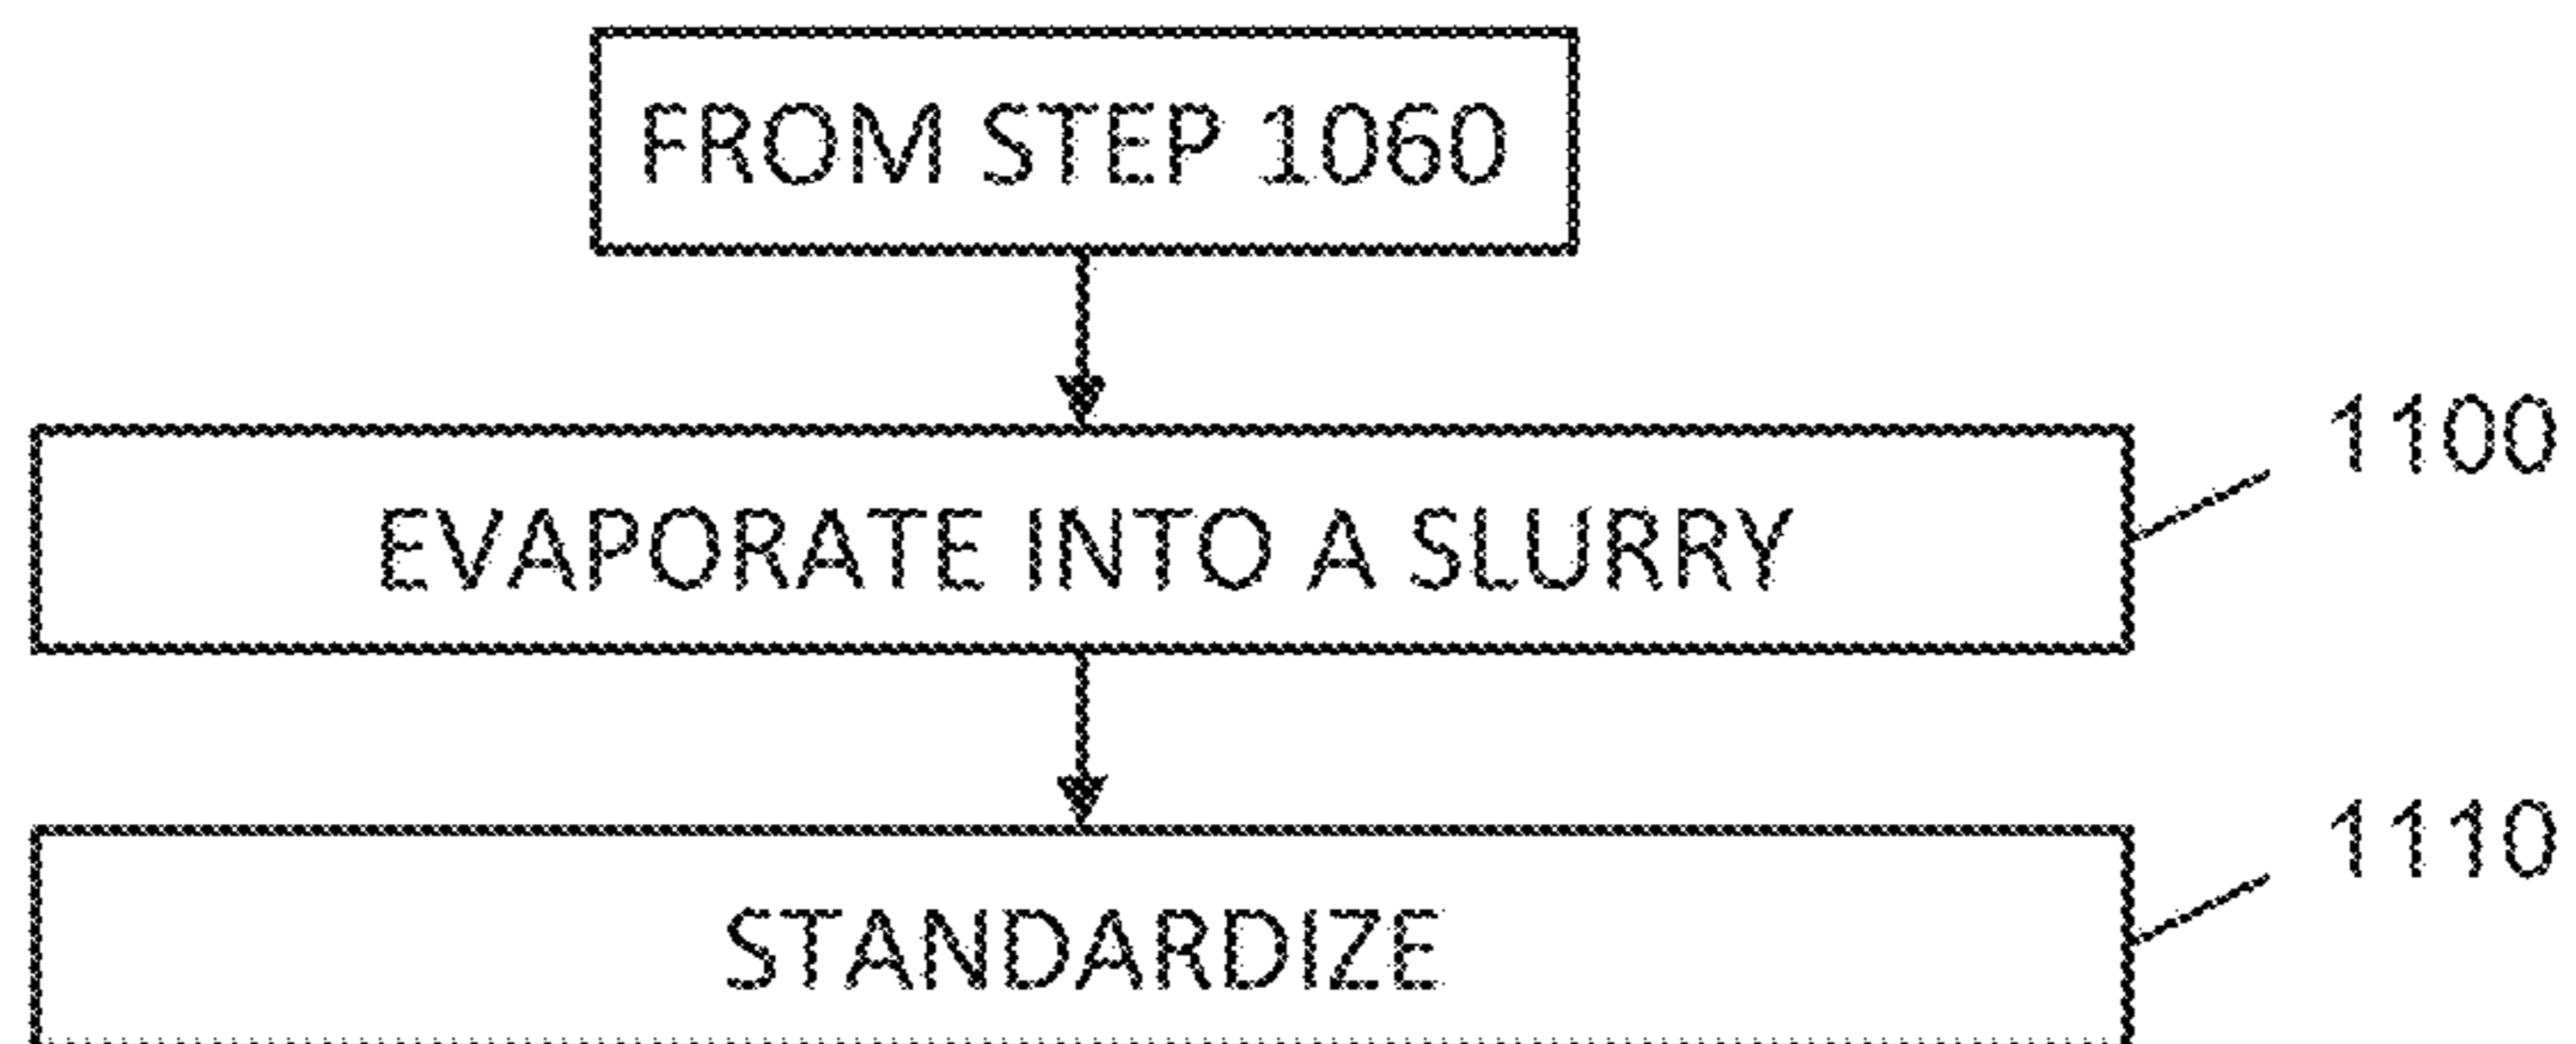 FROM STEP 1060
1100
EVAPORATE INTO A SLURRY
1110
STANDARDIZE